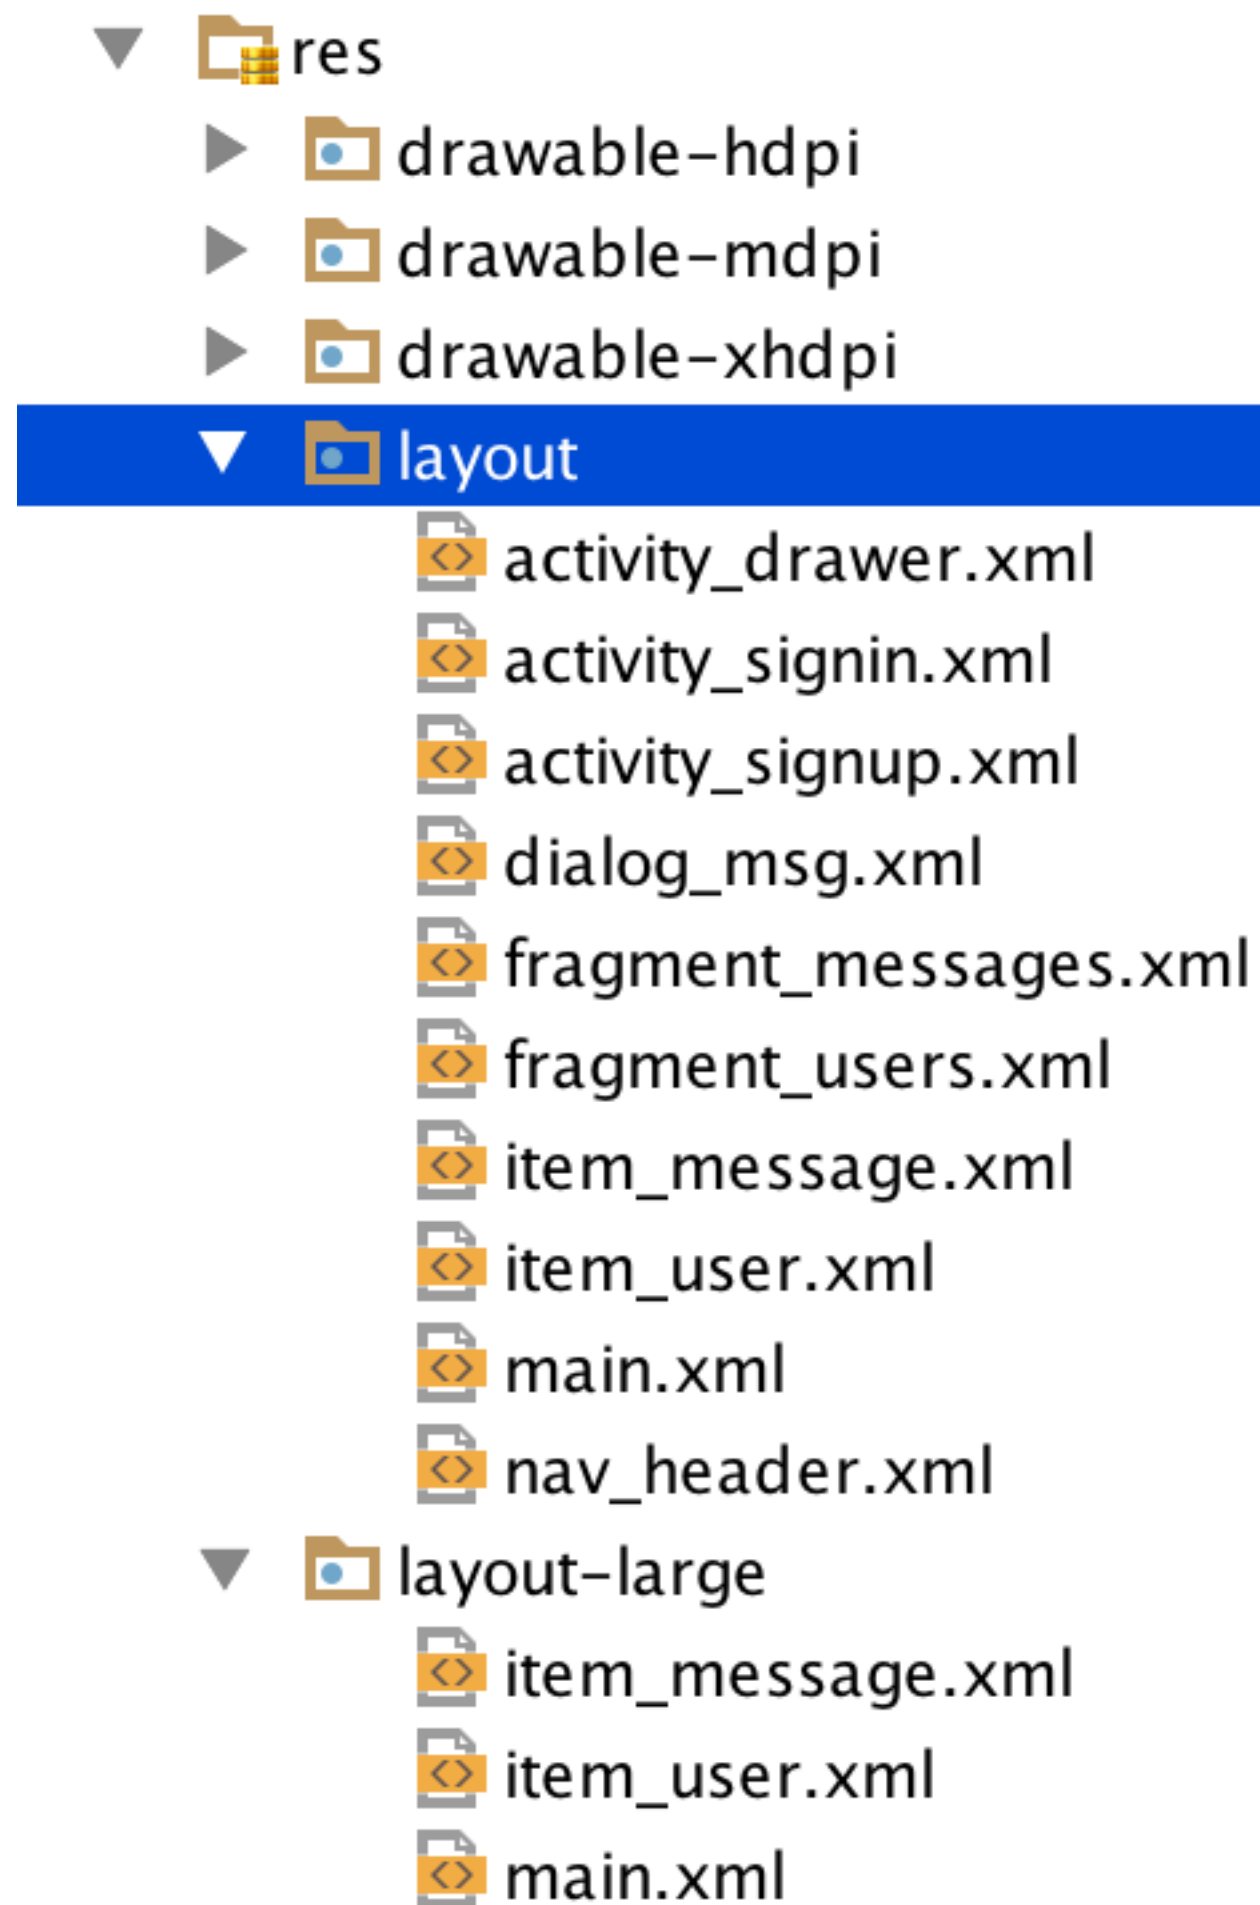 res
drawable-hdpi
drawable-mdpi
drawable-xhdpi
layout
activity_drawer.xml
activity_signin.xml
activity_signup.xml
dialog_msg.xml
fragment_messages.xml
fragment_users.xml
item_message.xml
item_user.xml
main.xml
nav_header.xml
layout-large
item_message.xml
item_user.xml
main.xml